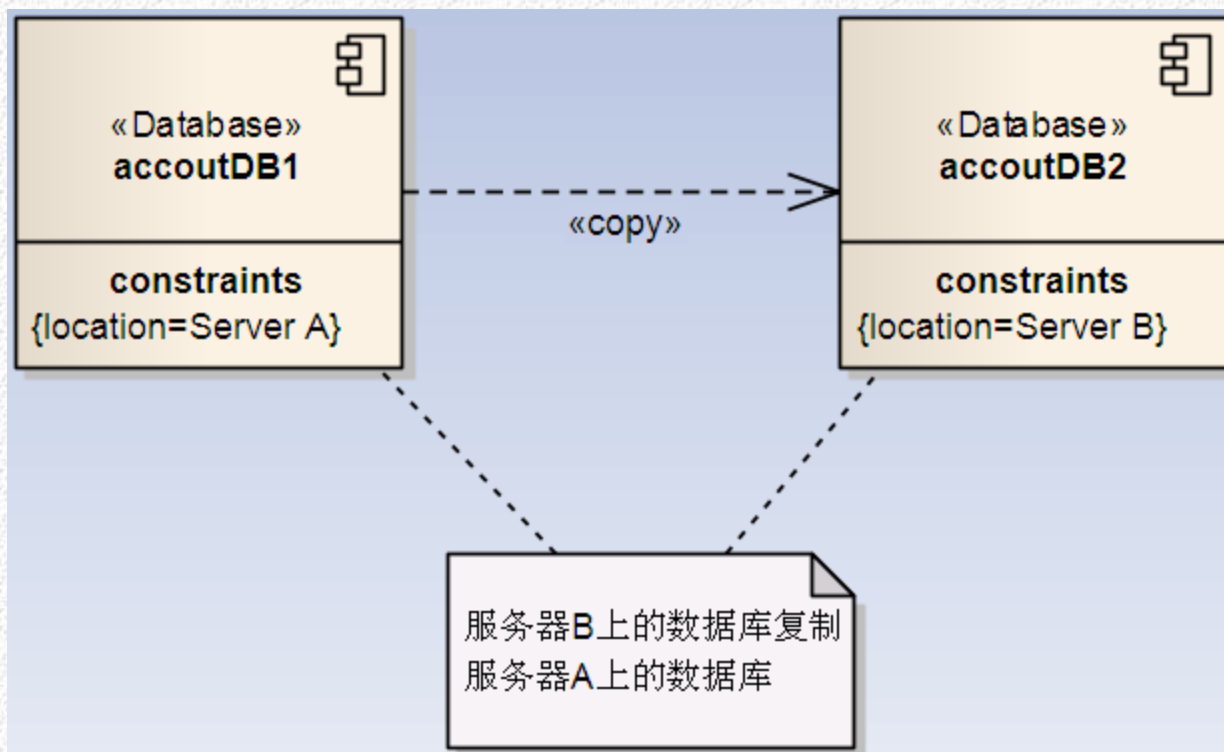 «Database»
accoutDB1
constraints
{location=Server A}
«copy»
«Database»
accoutDB2
constraints
{location=Server B}
服务器B上的数据库复制
服务器A上的数据库